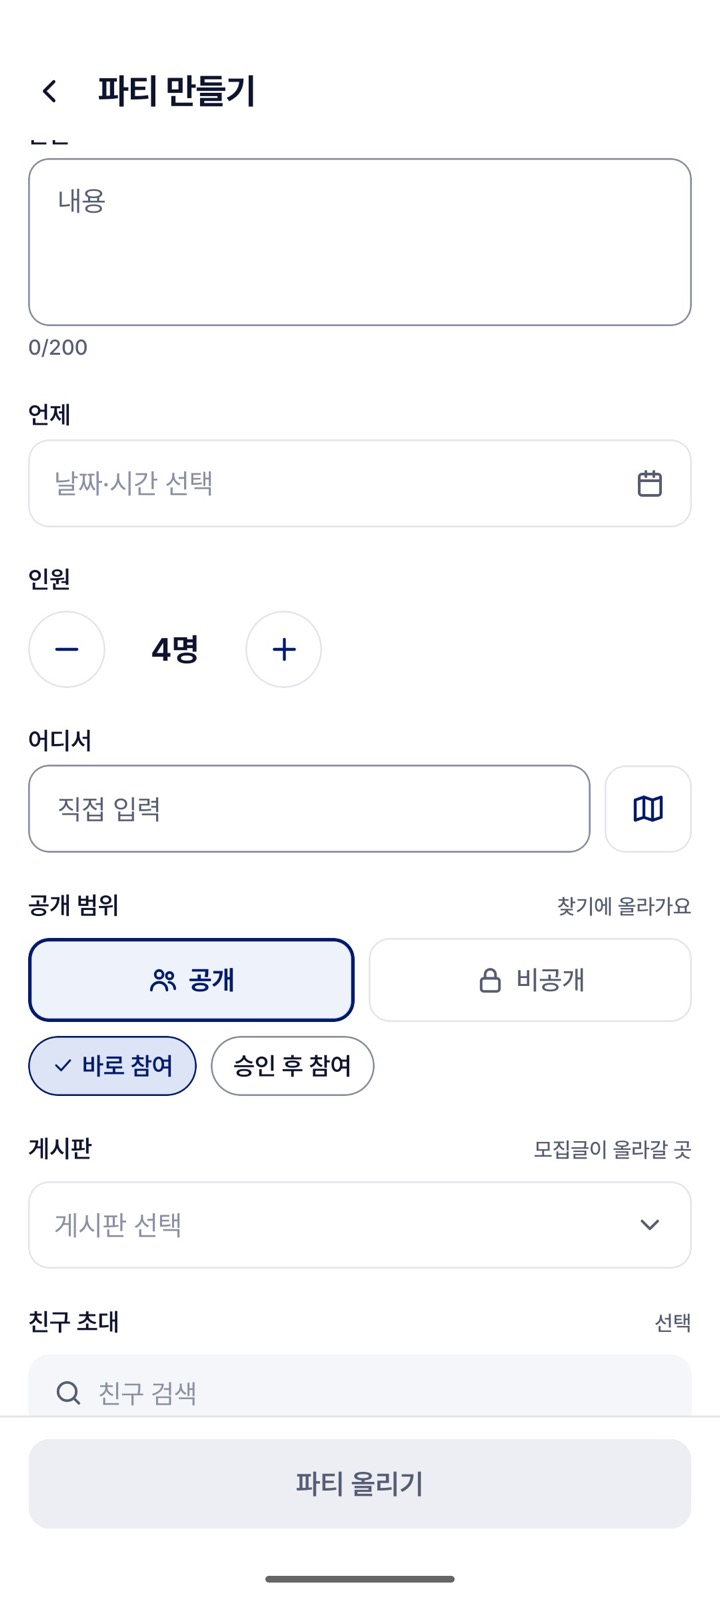 파티 만들기
내용
0/200
언제
날짜·시간 선택
인원
4명
어디서
직접 입력
공개 범위
찾기에 올라가요
공개
비공개
바로 참여
승인 후 참여
게시판
모집글이 올라갈 곳
게시판 선택
친구 초대
선택
친구 검색
파티 올리기